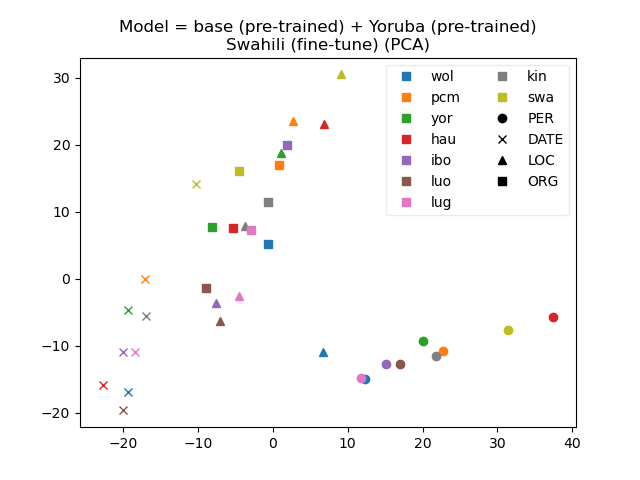 Model = base (pre-trained) + Yoruba (pre-trained)
Swahili (fine-tune) (PCA)
30
20
10
0
−10
−20
wol
pcm
yor
hau
ibo
luo
lug
kin
swa
PER
DATE
LOC
ORG
−20 −10 0 10 20 30 40